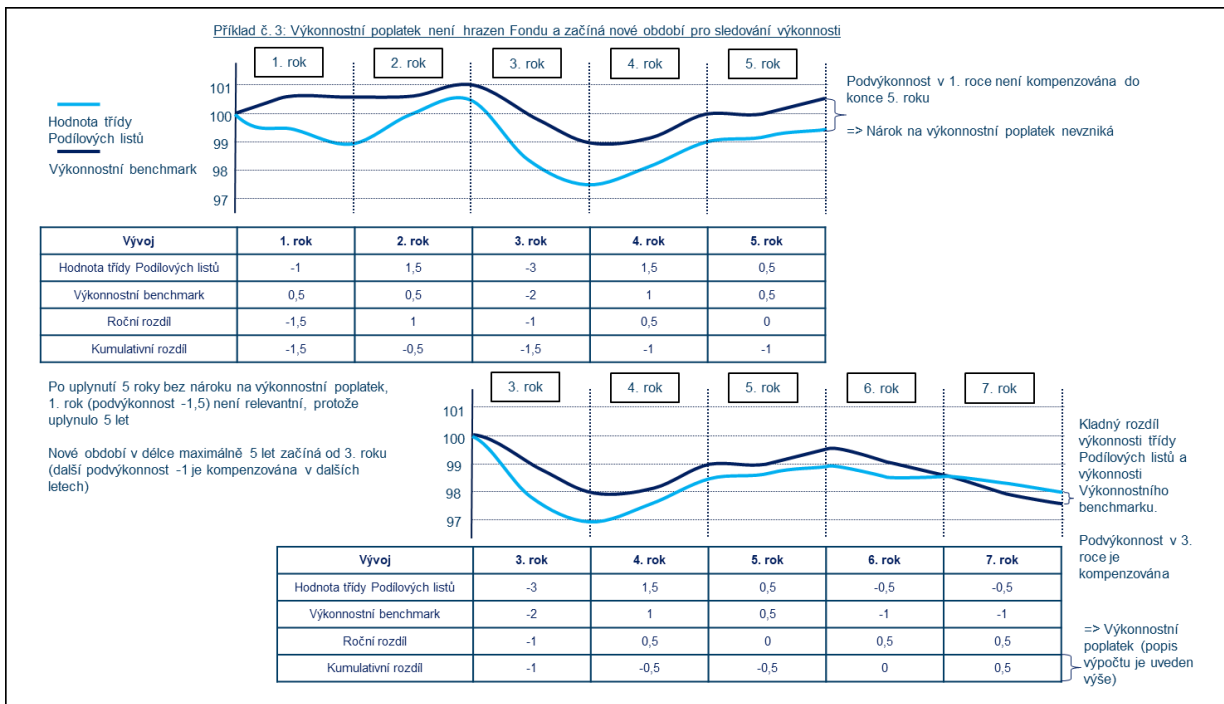 Příklad č. 3: Výkonnostní poplatek není hrazen Fondu a začíná nové období pro sledování výkonnosti
1. rok
2. rok
3. rok
4. rok
5. rok
101
100
99
98
97
Hodnota třídy
Podílových listů
Výkonnostní benchmark
Podvýkonnost v 1. roce není kompenzována do
konce 5. roku
=> Nárok na výkonnostní poplatek nevzniká
Vývoj 1. rok 2. rok 3. rok 4. rok 5. rok
Hodnota třídy Podílových listů -1 1,5 -3 1,5 0,5
Výkonnostní benchmark 0,5 0,5 -2 1 0,5
Roční rozdíl -1,5 1 -1 0,5 0
Kumulativní rozdíl -1,5 -0,5 -1,5 -1 -1
Po uplynutí 5 roky bez nároku na výkonnostní poplatek,
1. rok (podvýkonnost -1,5) není relevantní, protože
uplynulo 5 let
Nové období v délce maximálně 5 let začíná od 3. roku
(další podvýkonnost -1 je kompenzována v dalších
letech)
3. rok
4. rok
5. rok
6. rok
7. rok
101
100
99
98
97
Kladný rozdíl
výkonnosti třídy
Podílových listů a
výkonnosti
Výkonnostního
benchmarku.
Podvýkonnost v 3.
roce je
kompenzována
=> Výkonnostní
poplatek (popis
výpočtu je uveden
výše)
Vývoj 3. rok 4. rok 5. rok 6. rok 7. rok
Hodnota třídy Podílových listů -3 1,5 0,5 -0,5 -0,5
Výkonnostní benchmark -2 1 0,5 -1 -1
Roční rozdíl -1 0,5 0 0,5 0,5
Kumulativní rozdíl -1 -0,5 -0,5 0 0,5